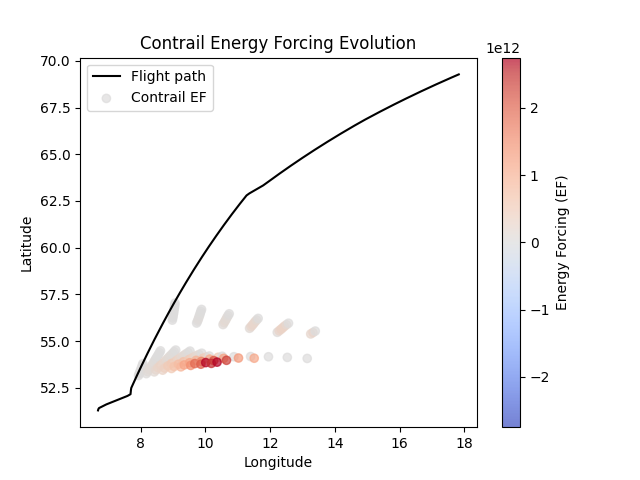 Contrail Energy Forcing Evolution
1e12
Flight path
Contrail EF
70.0
67.5
65.0
62.5
60.0
57.5
55.0
52.5
Latitude
8 10 12 14 16 18
Longitude
2
1
0
−1
−2
Energy Forcing (EF)